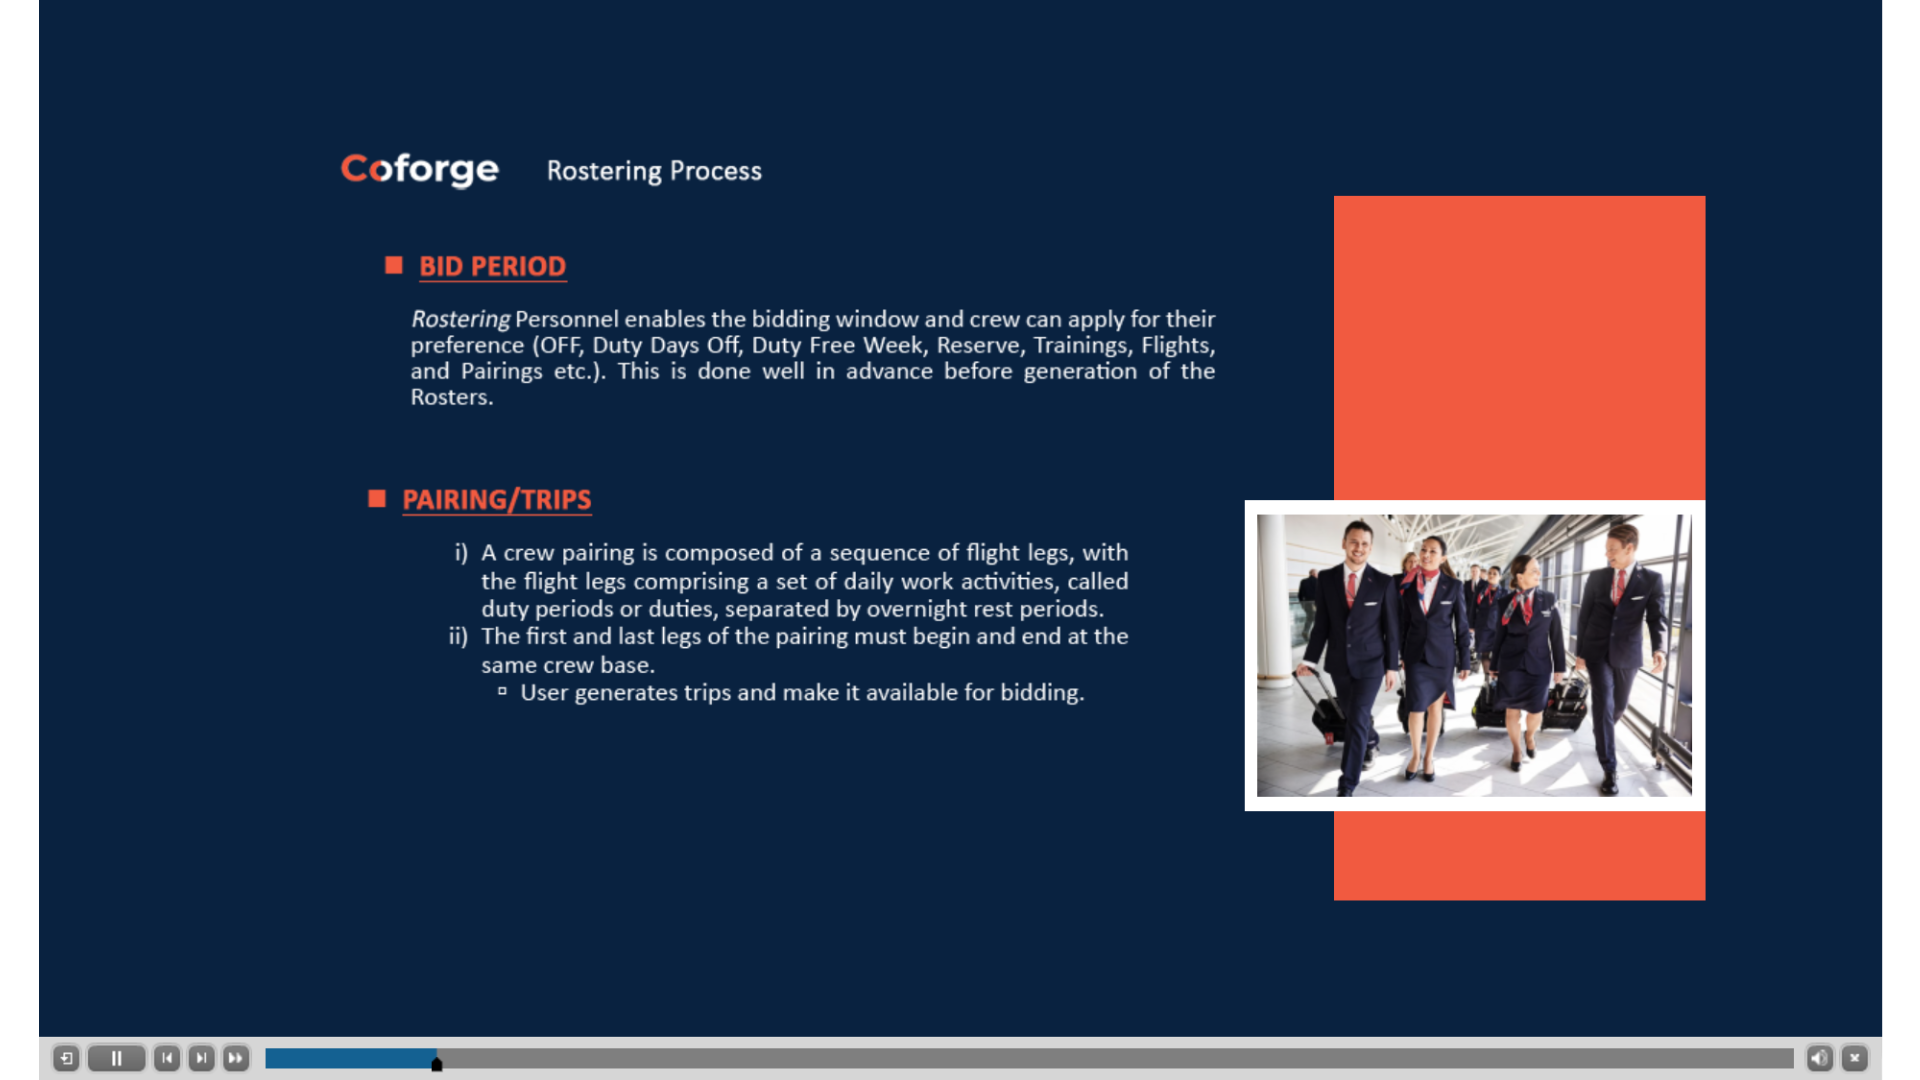 Coforge Rostering Process
BID PERIOD
Rostering Personnel enables the bidding window and crew can apply for their
preference (OFF, Duty Days Off, Duty Free Week, Reserve, Trainings, Flights,
and Pairings etc.). This is done well in advance before generation of the
Rosters.
PAIRING/TRIPS
i) A crew pairing is composed of a sequence of flight legs, with
the flight legs comprising a set of daily work activities, called
duty periods or duties, separated by overnight rest periods.
ii) The first and last legs of the pairing must begin and end at the
same crew base.
User generates trips and make it available for bidding.